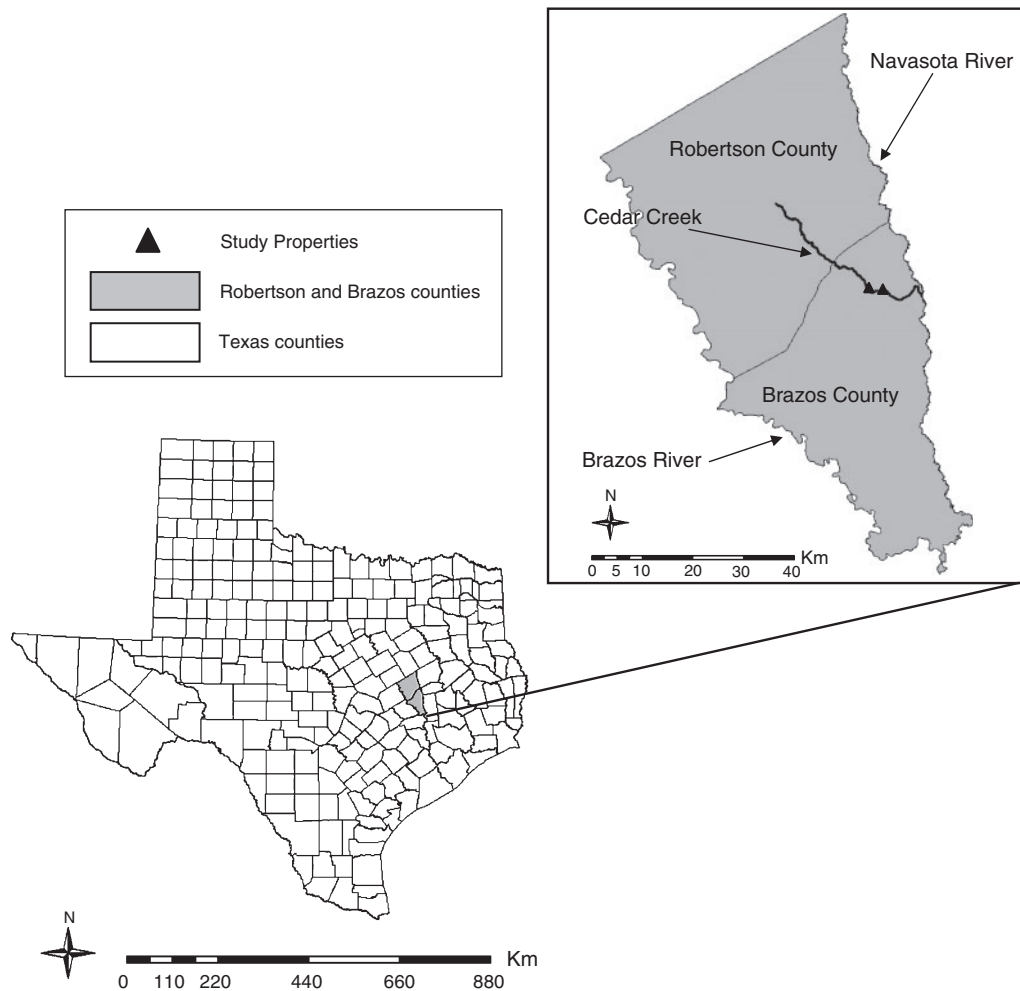 Navasota River
Robertson County
Cedar Creek
Brazos County
Brazos River
N
Km
0 5 10 20 30 40
Study Properties
Robertson and Brazos counties
Texas counties
N
Km
0 110 220 440 660 880